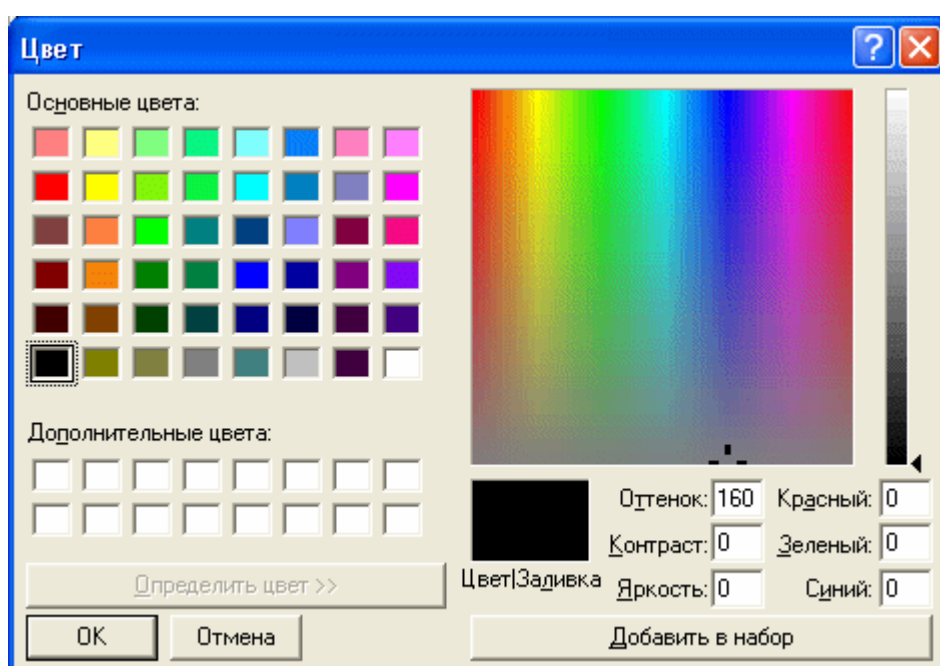 Цвет
Основные цвета:
Дополнительные цвета:
Определить цвет >>
ОК
Отмена
Цвет|Заливка
Оттенок: 160
Контраст: 0
Яркость: 0
Красный: 0
Зеленый: 0
Синий: 0
Добавить в набор